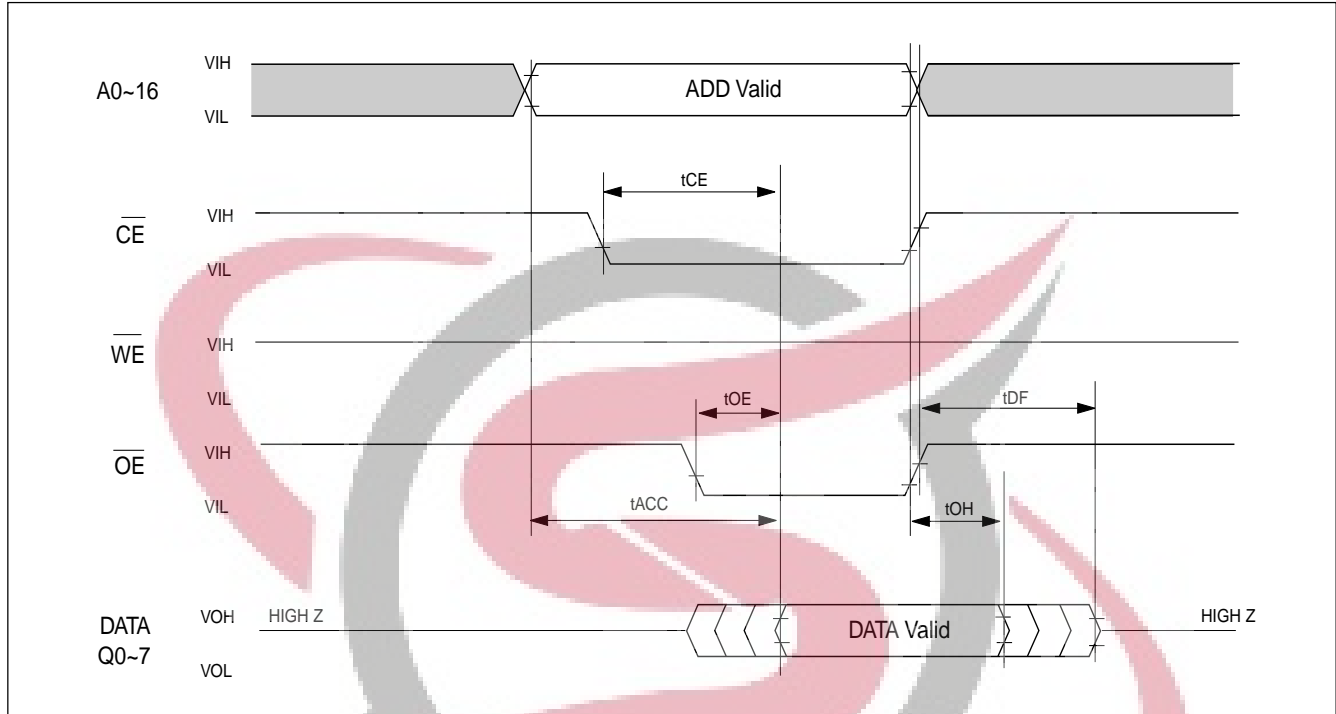 VIH
A0~16
ADD Valid
VIL
tCE
VIH
CE
VIL
VIH
WE
VIL
tOE
tDF
VIH
OE
VIL
tACC
tOH
VOH
HIGH Z
DATA Valid
HIGH Z
DATA
Q0~7
VOL